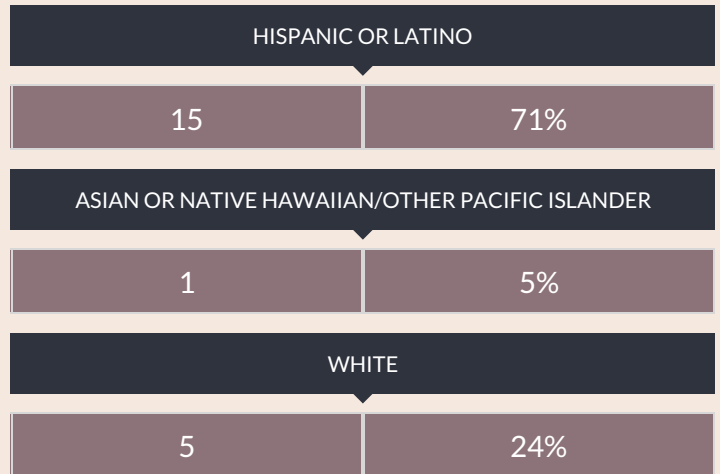 HISPANIC OR LATINO
15 71%
ASIAN OR NATIVE HAWAIIAN/OTHER PACIFIC ISLANDER
1 5%
WHITE
5 24%